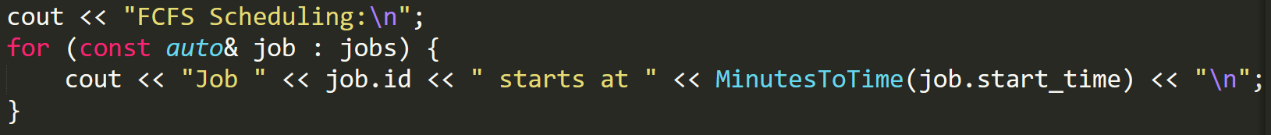 cout << "FCFS Scheduling:\n";
for (const auto& job : jobs) {
    cout << "Job " << job.id << " starts at " << MinutesToTime(job.start_time) << "\n";
}